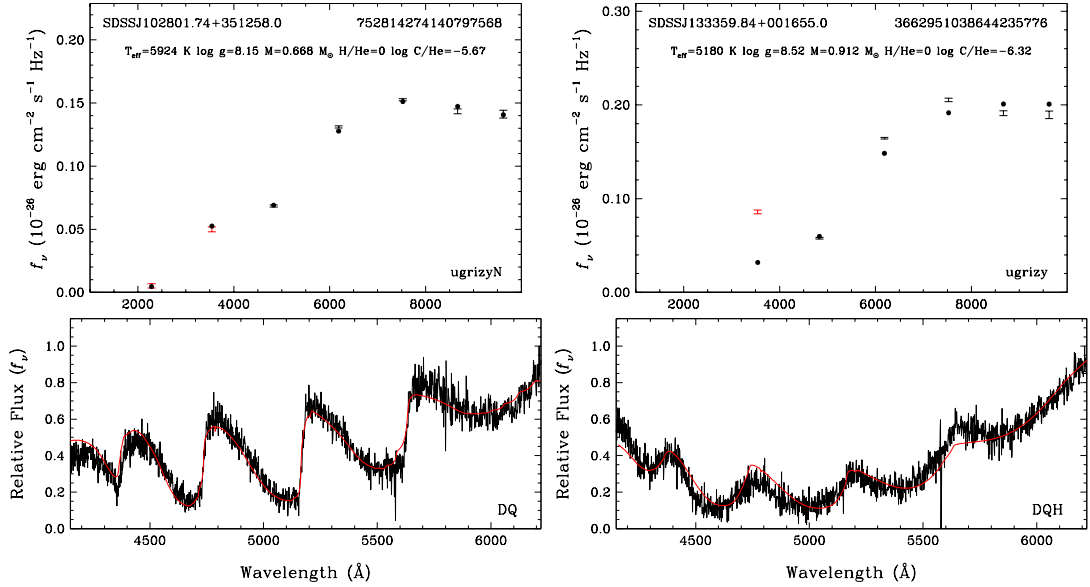 SDSSJ102801.74+351258.0 752814274140797568
T_eff=5924 K log g=8.15 M=0.668 M_⊙ H/He=0 log C/He=−5.67
f_ν (10^−26 erg cm^−2 s^−1 Hz^−1)
0.20
0.15
0.10
0.05
0.00
ugrizyN
2000 4000 6000 8000
SDSSJ133359.84+001655.0 3662951038644235776
T_eff=5180 K log g=8.52 M=0.912 M_⊙ H/He=0 log C/He=−6.32
f_ν (10^−26 erg cm^−2 s^−1 Hz^−1)
0.30
0.20
0.10
0.00
ugrizy
2000 4000 6000 8000
Relative Flux (f_ν)
1.0
0.8
0.6
0.4
0.2
0.0
DQ
4500 5000 5500 6000
Wavelength (Å)
Relative Flux (f_ν)
1.0
0.8
0.6
0.4
0.2
0.0
DQH
4500 5000 5500 6000
Wavelength (Å)